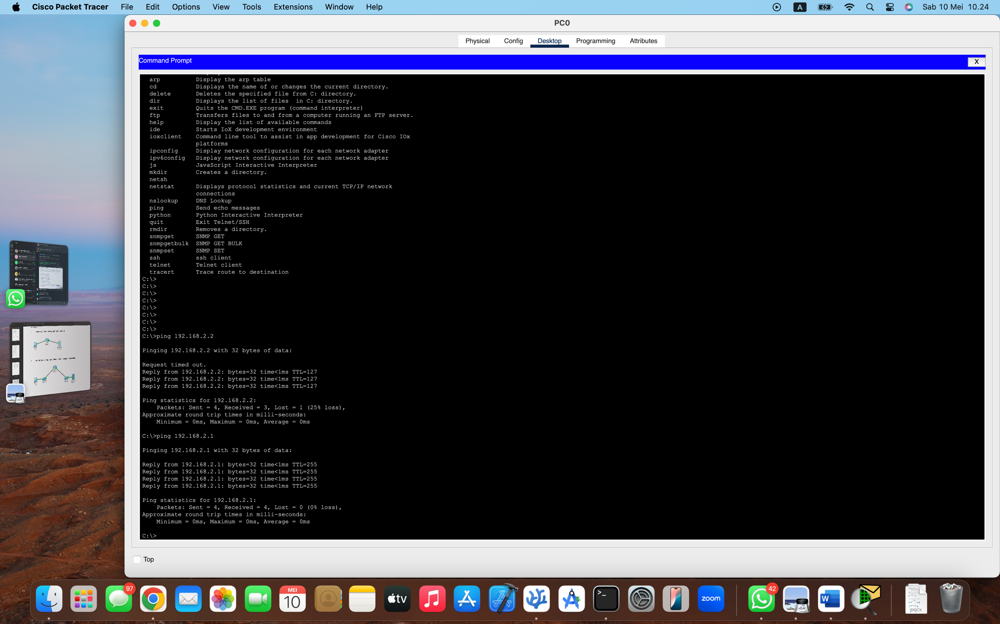 Cisco Packet Tracer File Edit Options View Tools Extensions Window Help A Sab 10 Mei 10.24
PC0
Physical Config Desktop Programming Attributes
Command Prompt X
arp Display the arp table
cd Displays the name of or changes the current directory.
delete Deletes the specified file from C: directory.
dir Displays the list of files in C: directory.
exit Quits the CMD.EXE program (command interpreter)
ftp Transfers files to and from a computer running an FTP server.
help Display the list of available commands
ide Starts IoX development environment
ioxclient Command line tool to assist in app development for Cisco IOx
platforms
ipconfig Display network configuration for each network adapter
ipv6config Display network configuration for each network adapter
js JavaScript Interactive Interpreter
mkdir Creates a directory.
netsh
netstat Displays protocol statistics and current TCP/IP network
connections
nslookup DNS Lookup
ping Send echo messages
python Python Interactive Interpreter
quit Exit Telnet/SSH
rmdir Removes a directory.
snmpget SNMP GET
snmpgetbulk SNMP GET BULK
snmpset SNMP SET
ssh ssh client
telnet Telnet client
tracert Trace route to destination
C:\>
C:\>
C:\>
C:\>
C:\>
C:\>
C:\>
C:\>
C:\>ping 192.168.2.2
Pinging 192.168.2.2 with 32 bytes of data:
Request timed out.
Reply from 192.168.2.2: bytes=32 time<1ms TTL=127
Reply from 192.168.2.2: bytes=32 time<1ms TTL=127
Reply from 192.168.2.2: bytes=32 time<1ms TTL=127
Ping statistics for 192.168.2.2:
Packets: Sent = 4, Received = 3, Lost = 1 (25% loss),
Approximate round trip times in milli-seconds:
Minimum = 0ms, Maximum = 0ms, Average = 0ms
C:\>ping 192.168.2.1
Pinging 192.168.2.1 with 32 bytes of data:
Reply from 192.168.2.1: bytes=32 time<1ms TTL=255
Reply from 192.168.2.1: bytes=32 time<1ms TTL=255
Reply from 192.168.2.1: bytes=32 time<1ms TTL=255
Reply from 192.168.2.1: bytes=32 time<1ms TTL=255
Ping statistics for 192.168.2.1:
Packets: Sent = 4, Received = 4, Lost = 0 (0% loss),
Approximate round trip times in milli-seconds:
Minimum = 0ms, Maximum = 0ms, Average = 0ms
C:\>
Top
97 MEI 10 tv >_ zoom 42 W DOCX